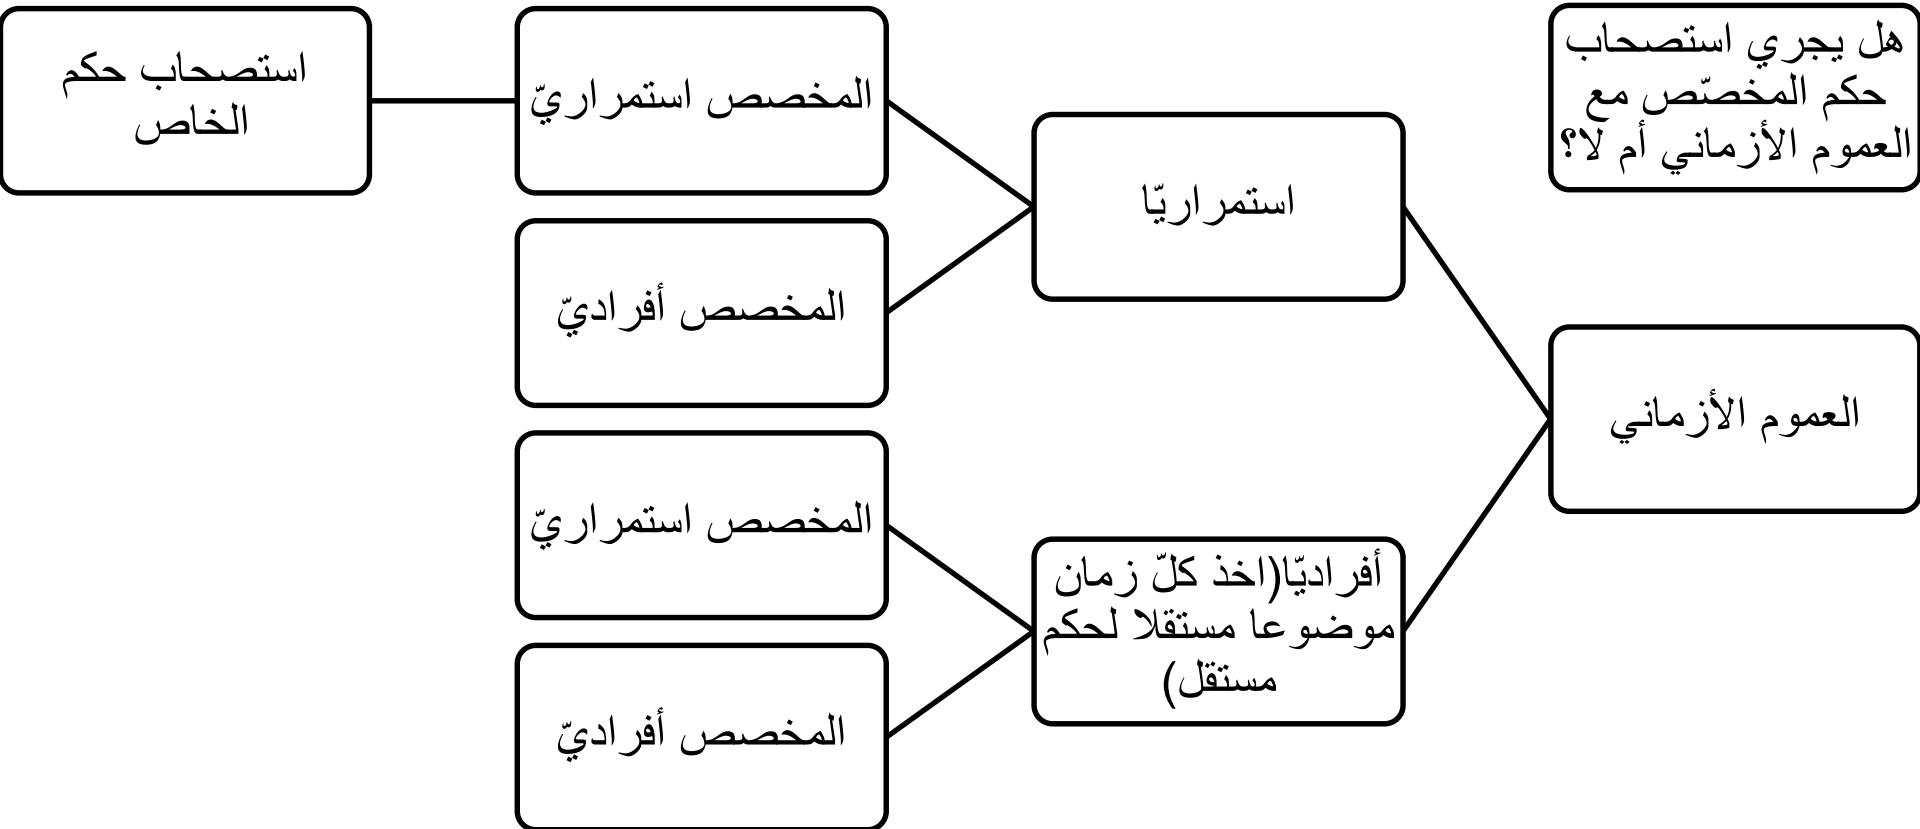 هل يجري استصحاب
حكم المخصّص مع
العموم الأزماني أم لا؟
العموم الأزماني
استمراريّا
المخصص استمراريّ
استصحاب حكم
الخاص
المخصص أفراديّ
أفراديّا(اخذ كلّ زمان
موضوعا مستقلا لحكم
مستقل)
المخصص استمراريّ
المخصص أفراديّ